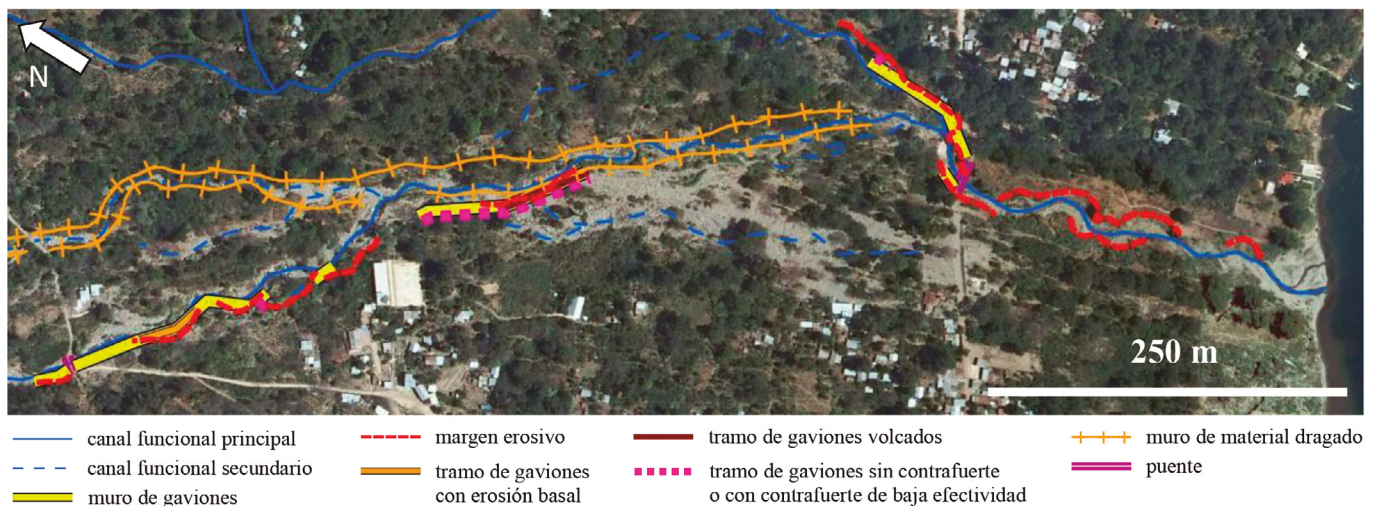 N
250 m
canal funcional principal
canal funcional secundario
muro de gaviones
margen erosivo
tramo de gaviones
con erosión basal
tramo de gaviones volcados
tramo de gaviones sin contrafuerte
o con contrafuerte de baja efectividad
muro de material dragado
puente